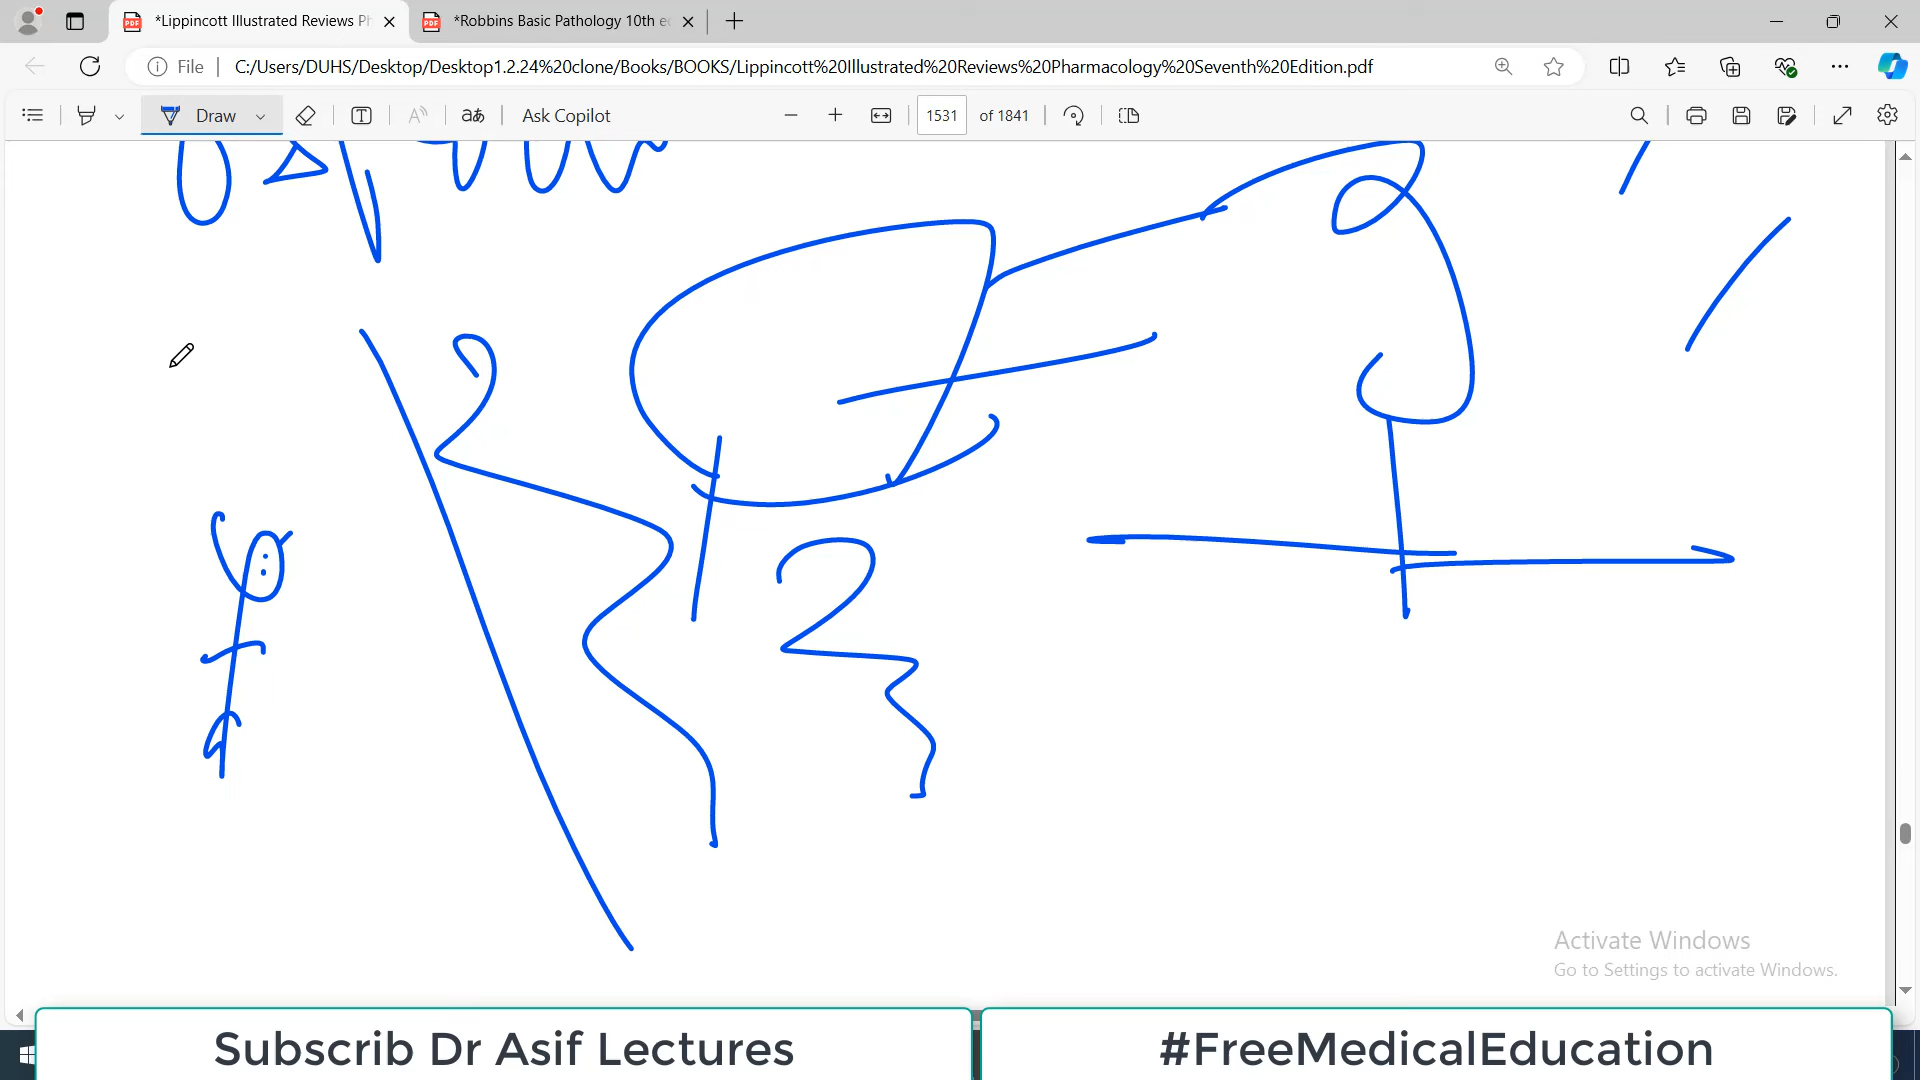 *Lippincott Illustrated Reviews Ph
*Robbins Basic Pathology 10th e
File
C:/Users/DUHS/Desktop/Desktop1.2.24%20clone/Books/BOOKS/Lippincott%20Illustrated%20Reviews%20Pharmacology%20Seventh%20Edition.pdf
Draw
aあ
Ask Copilot
1531 of 1841
Activate Windows
Go to Settings to activate Windows.
Subscrib Dr Asif Lectures
#FreeMedicalEducation